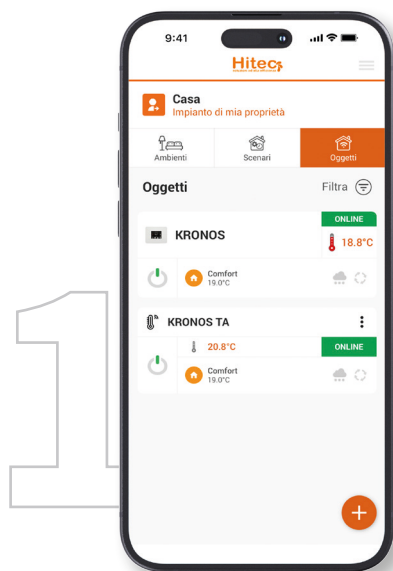 1
9:41
Hitec
Casa
Impianto di mia proprietà
Ambienti
Scenari
Oggetti
Oggetti
Filtra
ONLINE
KRONOS
18.8°C
Comfort
19.0°C
KRONOS TA
20.8°C
ONLINE
Comfort
19.0°C